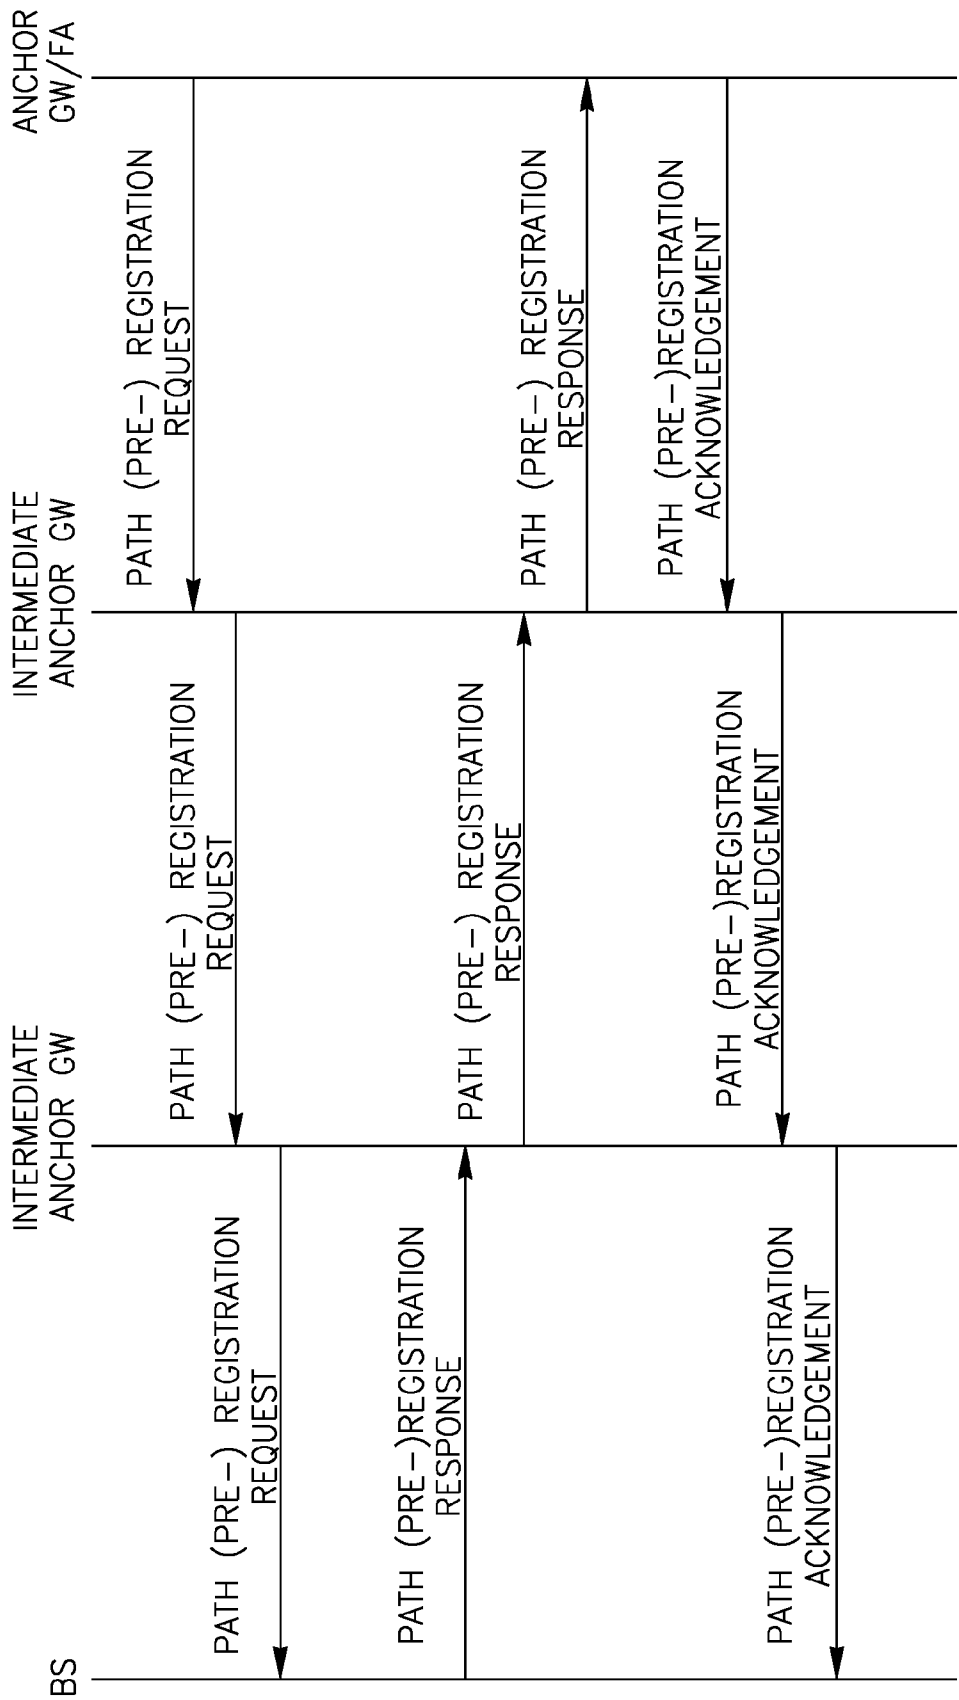 BS
INTERMEDIATE
ANCHOR GW
INTERMEDIATE
ANCHOR GW
ANCHOR
GW/FA
PATH (PRE-) REGISTRATION
REQUEST
PATH (PRE-) REGISTRATION
REQUEST
PATH (PRE-) REGISTRATION
REQUEST
PATH (PRE-)REGISTRATION
RESPONSE
PATH (PRE-) REGISTRATION
RESPONSE
PATH (PRE-) REGISTRATION
RESPONSE
PATH (PRE-)REGISTRATION
ACKNOWLEDGEMENT
PATH (PRE-)REGISTRATION
ACKNOWLEDGEMENT
PATH (PRE-)REGISTRATION
ACKNOWLEDGEMENT